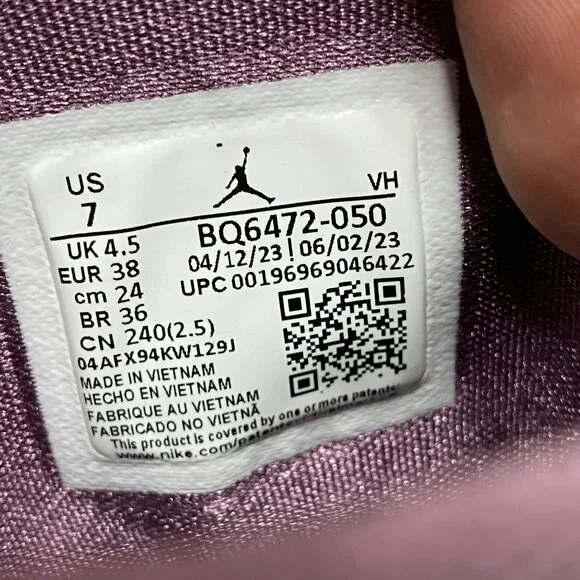 US
7
VH
UK 4.5
EUR 38
cm 24
BR 36
CN 240(2.5)
BQ6472-050
04/12/23 | 06/02/23
UPC 00196969046422
04AFX94KW129J
MADE IN VIETNAM
HECHO EN VIETNAM
FABRIQUE AU VIETNAM
FABRICADO NO VIETNÃ
This product is covered by one or more patents
www.nike.com/patents